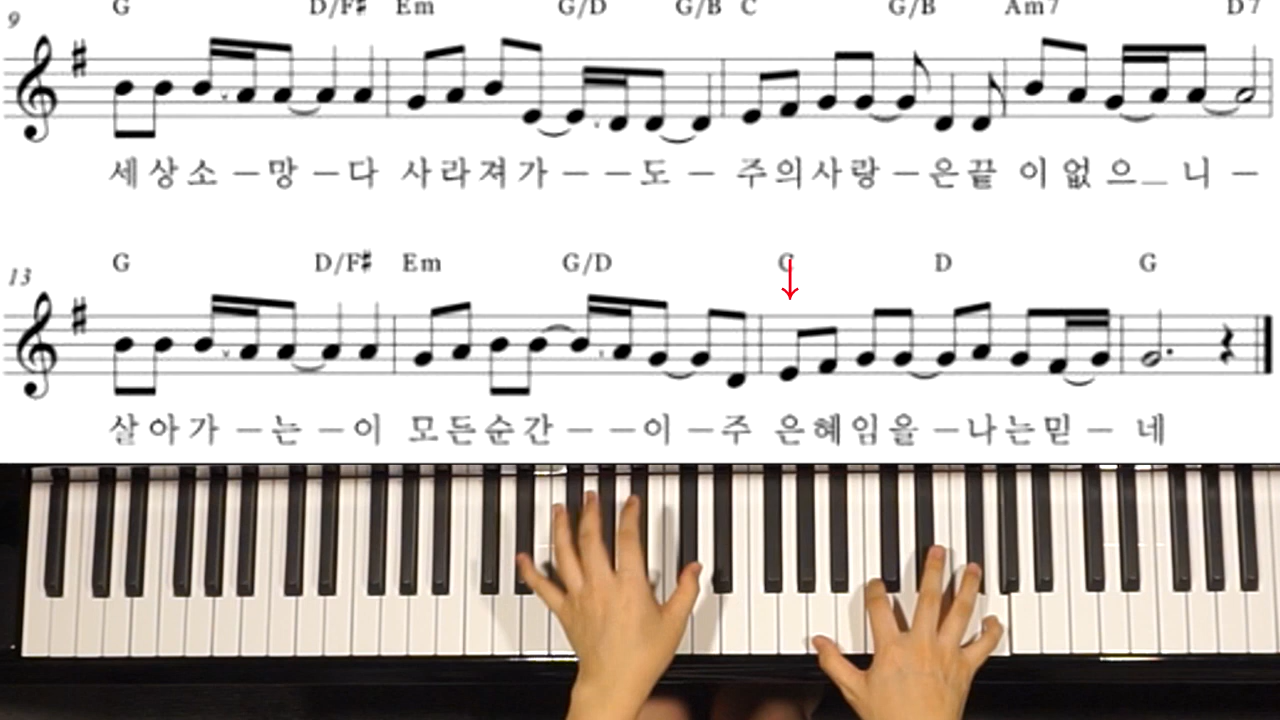 G D/F# Em G/D G/B C G/B Am7 D7
9
세상소-망-다 사라져가--도- 주의사랑-은끝 이없으_니-
G D/F# Em G/D C D G
13
살아가-는-이 모든순간--이-주 은혜임을-나는믿-네